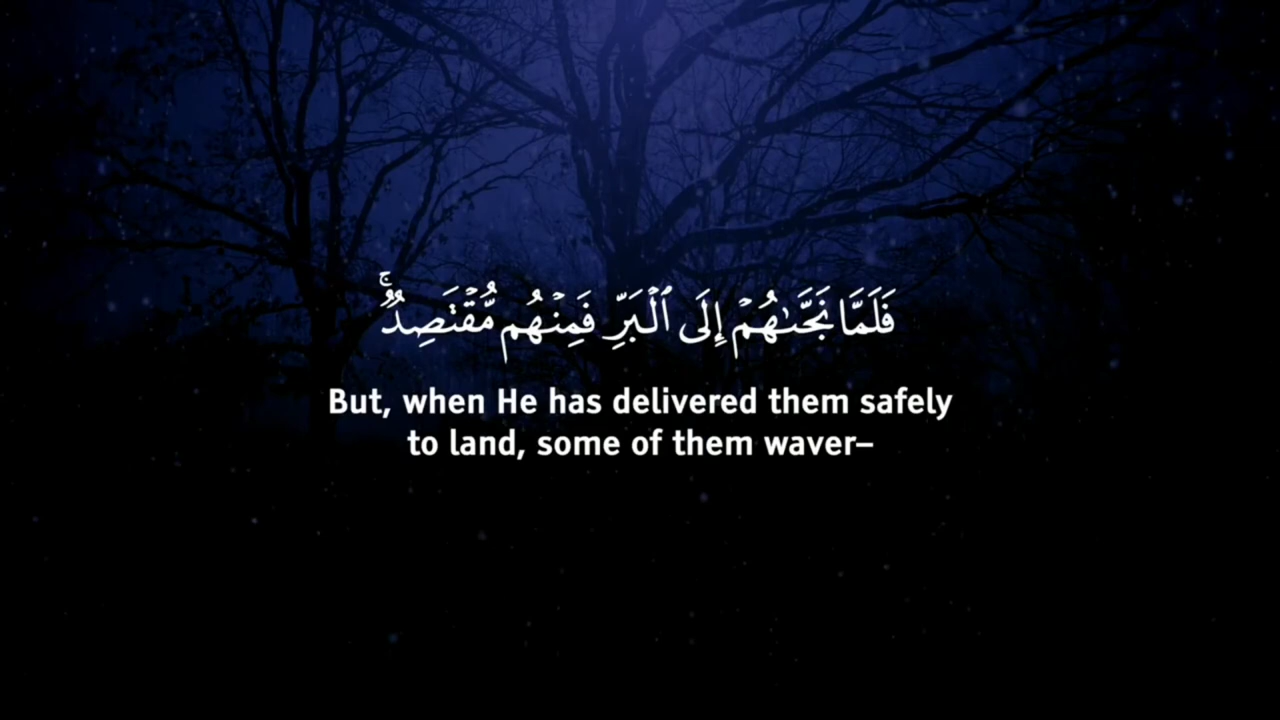 فَلَمَّا نَجَّىٰهُمْ إِلَى ٱلْبَرِّ فَمِنْهُم مُّقْتَصِدٌۭ ۚ
But, when He has delivered them safely
to land, some of them waver–